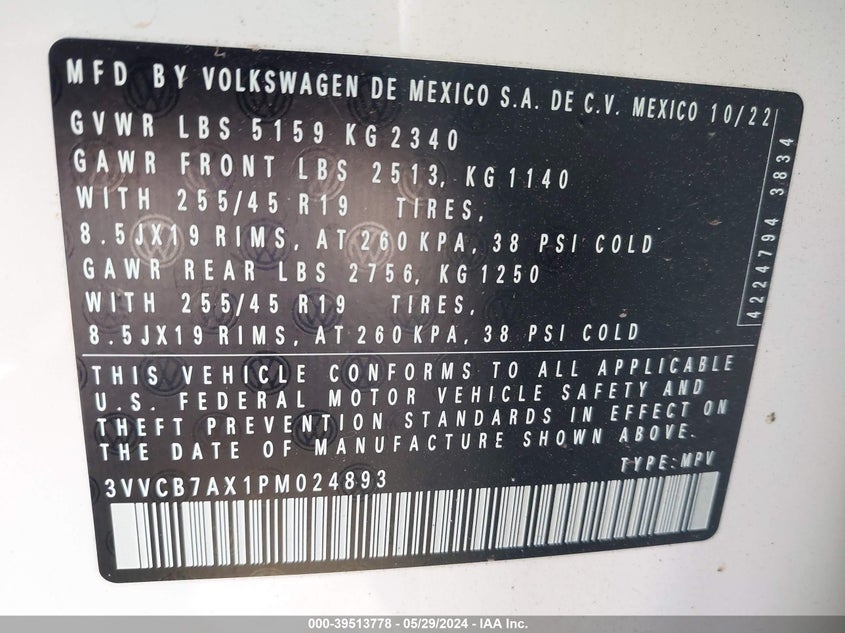 MFD BY VOLKSWAGEN DE MEXICO S.A. DE C.V. MEXICO 10/22
GVWR LBS 5159 KG 2340
GAWR FRONT LBS 2513, KG 1140
WITH 255/45 R19 TIRES,
8.5JX19 RIMS, AT 260 KPA, 38 PSI COLD
GAWR REAR LBS 2756, KG 1250
WITH 255/45 R19 TIRES,
8.5JX19 RIMS, AT 260 KPA, 38 PSI COLD
4224794 3834
THIS VEHICLE CONFORMS TO ALL APPLICABLE
U.S. FEDERAL MOTOR VEHICLE SAFETY AND
THEFT PREVENTION STANDARDS IN EFFECT ON
THE DATE OF MANUFACTURE SHOWN ABOVE.
TYPE: MPV
3VVCB7AX1PM024893
000-39513778 - 05/29/2024 - IAA Inc.